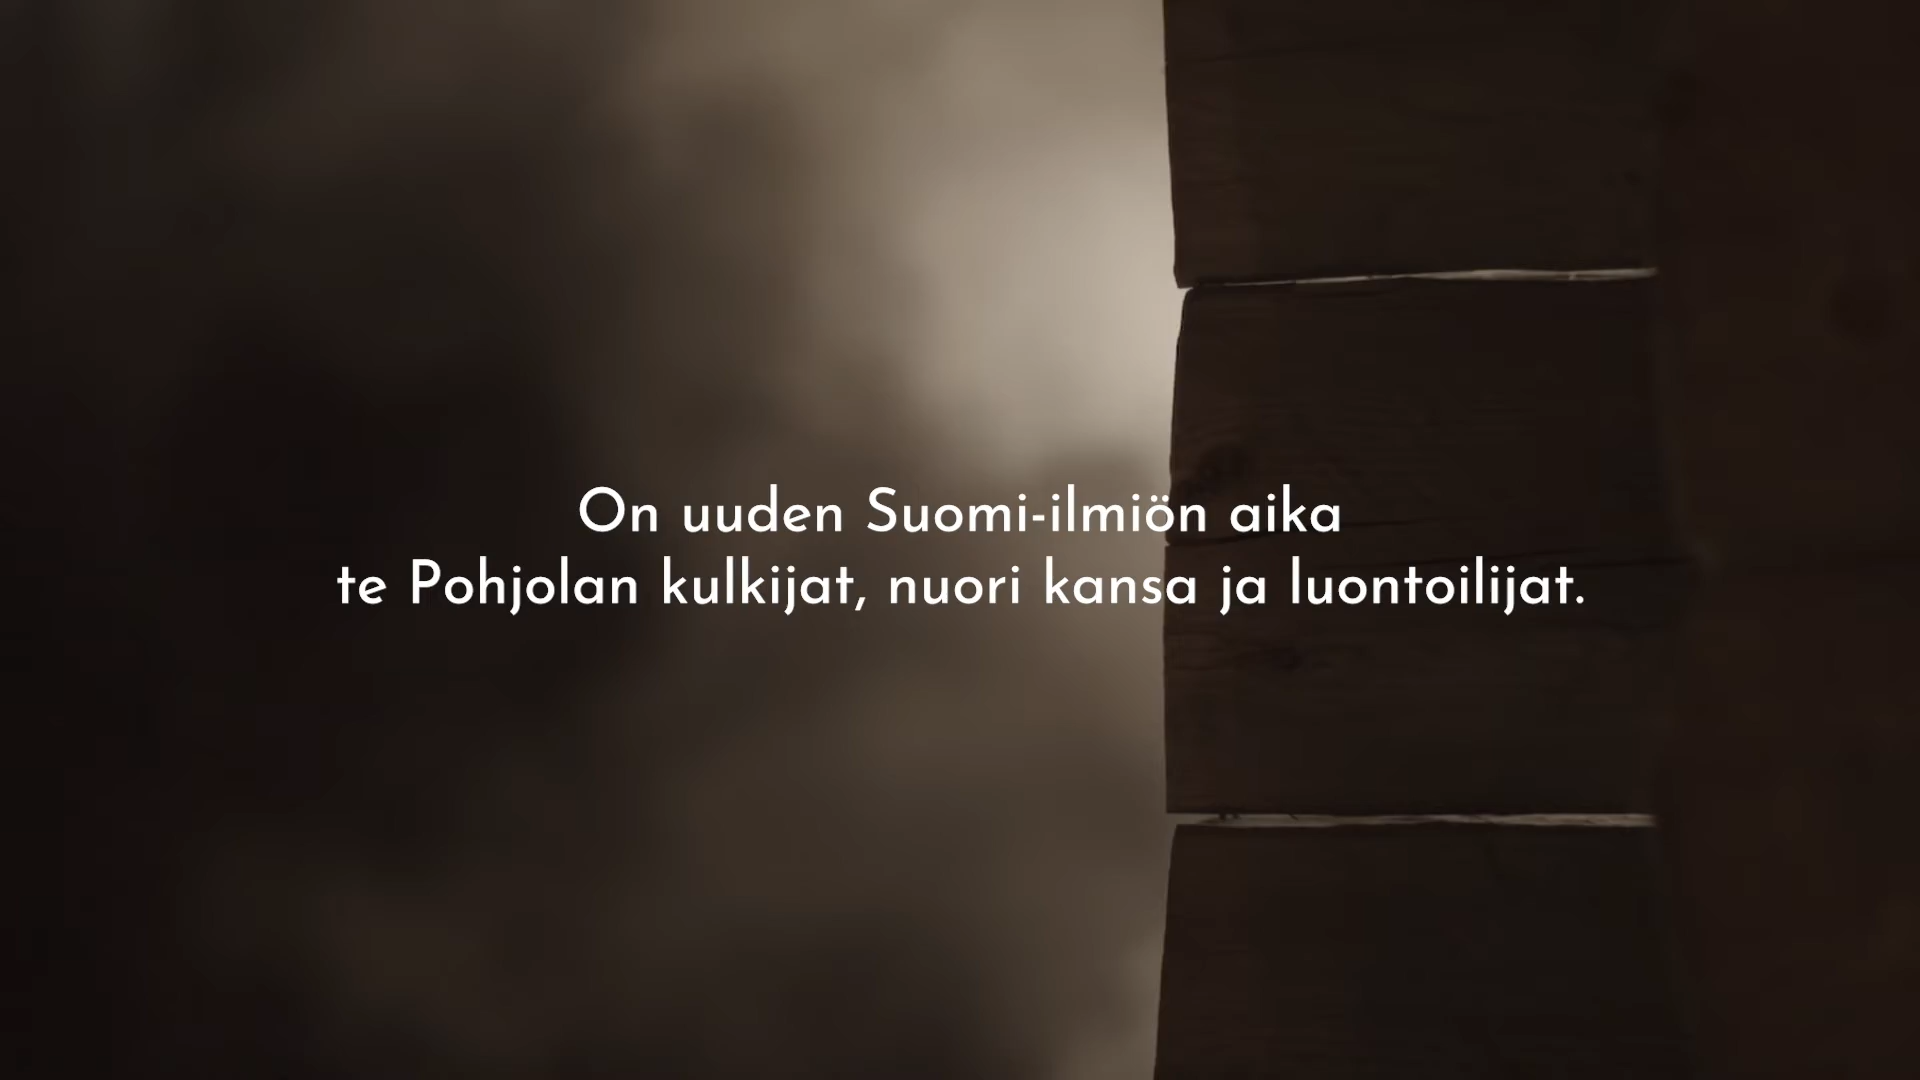 On uuden Suomi-ilmiön aika
te Pohjolan kulkijat, nuori kansa ja luontoilijat.